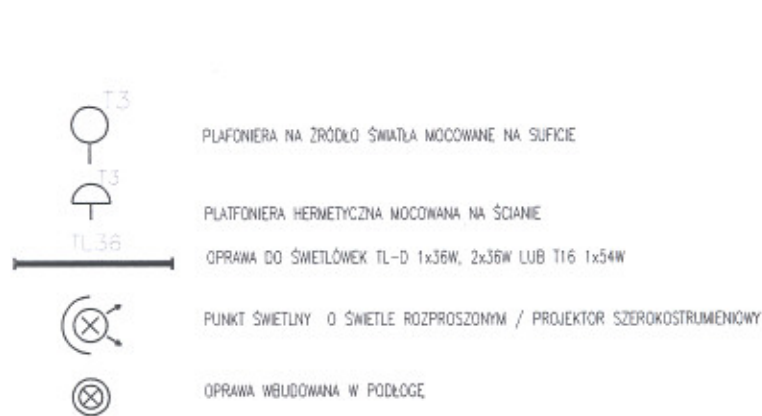 T3
PLAFONIERA NA ŹRÓDŁO ŚWIATŁA MOCOWANE NA SUFICIE
T3
PLATFONIERA HERMETYCZNA MOCOWANA NA ŚCIANIE
TL36
OPRAWA DO ŚWIETLÓWEK TL-D 1x36W, 2x36W LUB T16 1x54W
PUNKT ŚWIETLNY O ŚWIETLE ROZPROSZONYM / PROJEKTOR SZEROKOSTRUMIENIOWY
OPRAWA WBUDOWANA W PODŁOGĘ